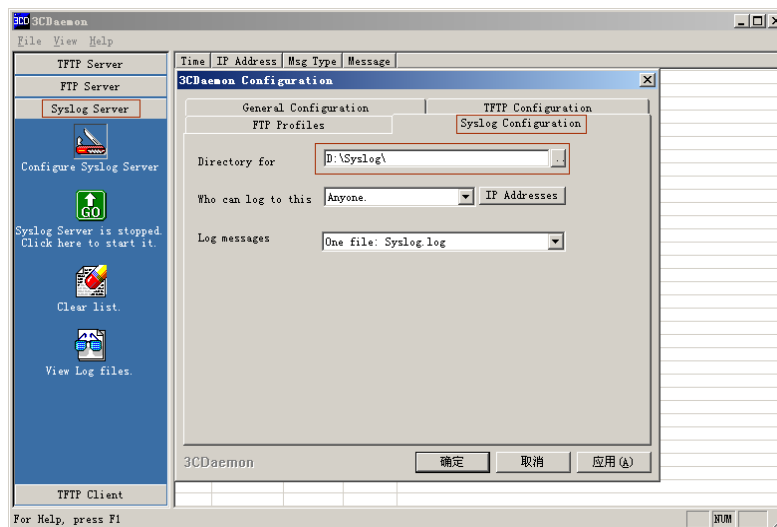 3CD 3CDaemon
File View Help
TFTP Server
FTP Server
Syslog Server
Configure Syslog Server
GO
Syslog Server is stopped.
Click here to start it.
Clear list.
View Log files.
TFTP Client
Time IP Address Msg Type Message
3CDaemon Configuration
General Configuration TFTP Configuration
FTP Profiles Syslog Configuration
Directory for D:\Syslog\ ..
Who can log to this Anyone. IP Addresses
Log messages One file: Syslog.log
3CDaemon 确定 取消 应用(A)
For Help, press F1 NUM